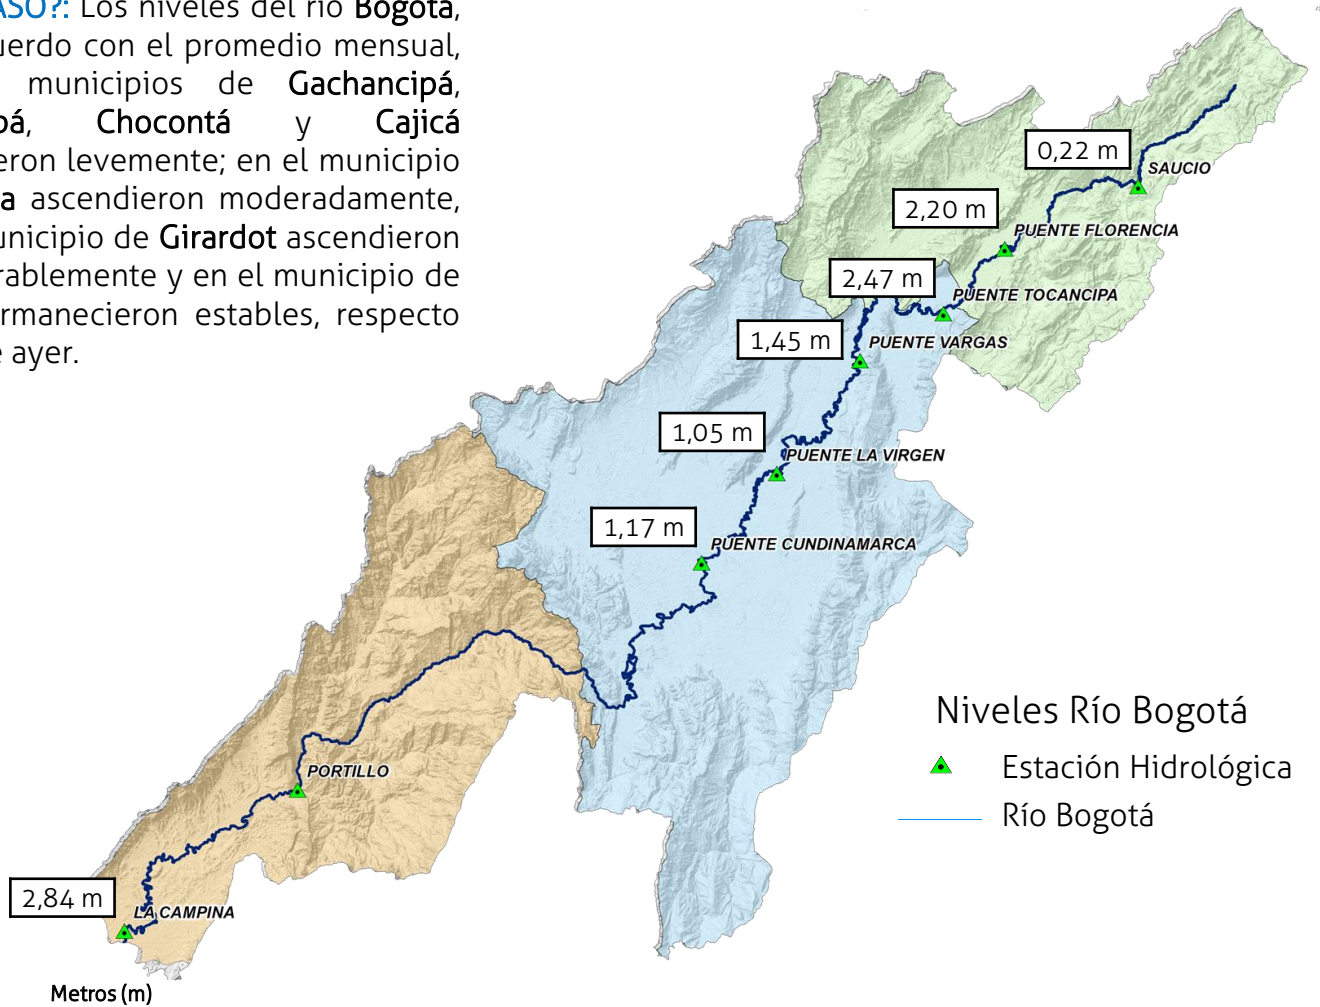 ASO?: Los niveles del río Bogotá,
uerdo con el promedio mensual,
municipios de Gachancipá,
pá, Chocontá y Cajicá
ieron levemente; en el municipio
a ascendieron moderadamente,
unicipio de Girardot ascendieron
rablemente y en el municipio de
rmanecieron estables, respecto
e ayer.
0,22 m
SAUCIO
2,20 m
PUENTE FLORENCIA
2,47 m
PUENTE TOCANCIPA
1,45 m
PUENTE VARGAS
1,05 m
PUENTE LA VIRGEN
1,17 m
PUENTE CUNDINAMARCA
Niveles Río Bogotá
Estación Hidrológica
Río Bogotá
PORTILLO
2,84 m
LA CAMPINA
Metros (m)